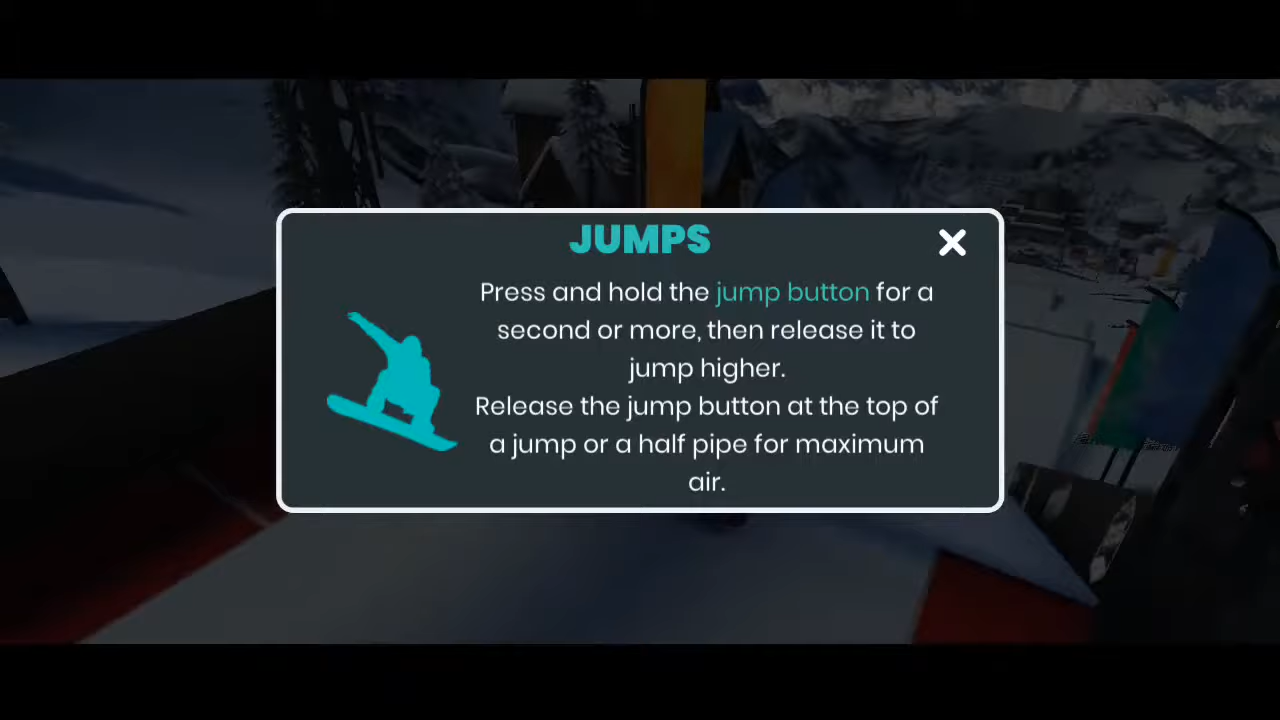 JUMPS
Press and hold the jump button for a
second or more, then release it to
jump higher.
Release the jump button at the top of
a jump or a half pipe for maximum
air.